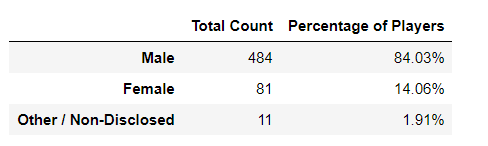 Total Count Percentage of Players
Male 484 84.03%
Female 81 14.06%
Other / Non-Disclosed 11 1.91%